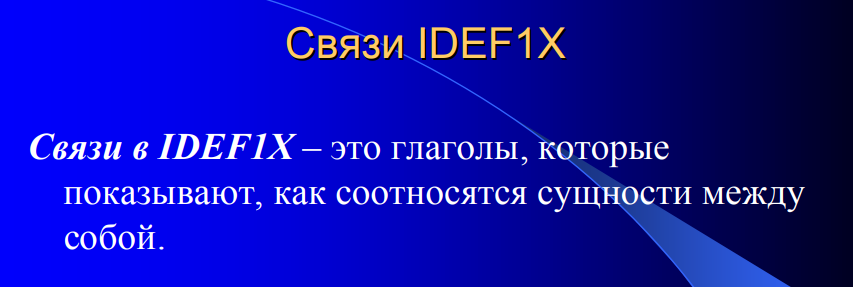 Связи IDEF1X
Связи в IDEF1X – это глаголы, которые
показывают, как соотносятся сущности между
собой.